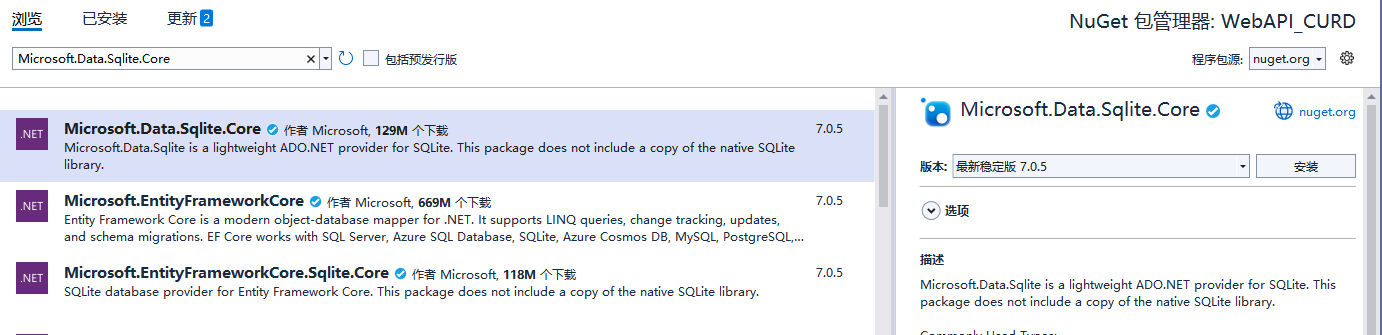 浏览 已安装 更新 2 NuGet 包管理器: WebAPI_CURD
Microsoft.Data.Sqlite.Core 包括预发行版 程序包源: nuget.org
.NET Microsoft.Data.Sqlite.Core 作者 Microsoft, 129M 个下载 7.0.5
Microsoft.Data.Sqlite is a lightweight ADO.NET provider for SQLite. This package does not include a copy of the native SQLite
library.
.NET Microsoft.EntityFrameworkCore 作者 Microsoft, 669M 个下载 7.0.5
Entity Framework Core is a modern object-database mapper for .NET. It supports LINQ queries, change tracking, updates,
and schema migrations. EF Core works with SQL Server, Azure SQL Database, SQLite, Azure Cosmos DB, MySQL, PostgreSQL,...
.NET Microsoft.EntityFrameworkCore.Sqlite.Core 作者 Microsoft, 118M 个下载 7.0.5
SQLite database provider for Entity Framework Core. This package does not include a copy of the native SQLite library.
Microsoft.Data.Sqlite.Core nuget.org
版本: 最新稳定版 7.0.5 安装
选项
描述
Microsoft.Data.Sqlite is a lightweight ADO.NET provider for SQLite. This
package does not include a copy of the native SQLite library.
Commonly Used Types: